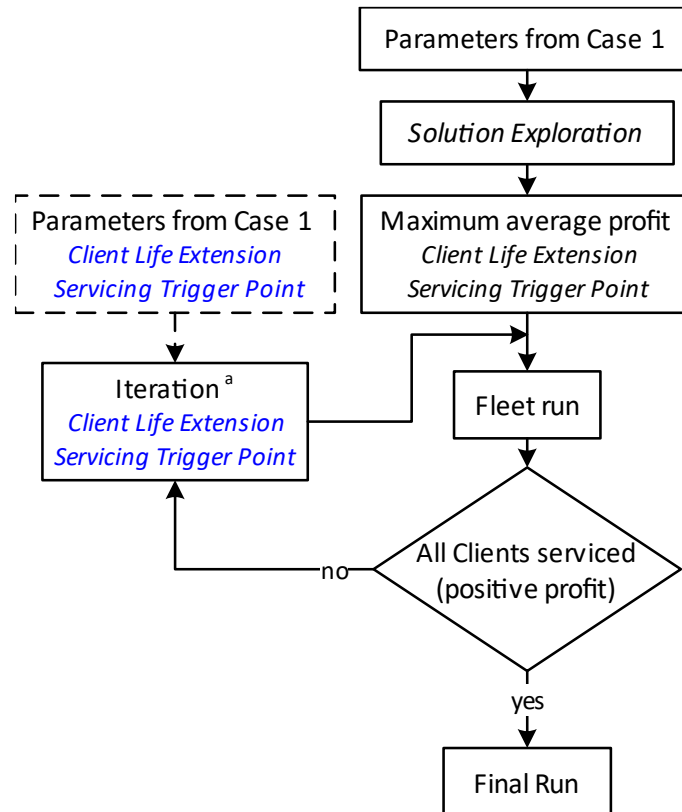 Parameters from Case 1
Solution Exploration
Maximum average profit
Client Life Extension
Servicing Trigger Point
Parameters from Case 1
Client Life Extension
Servicing Trigger Point
Iteration a
Client Life Extension
Servicing Trigger Point
Fleet run
All Clients serviced
(positive profit)
no
yes
Final Run